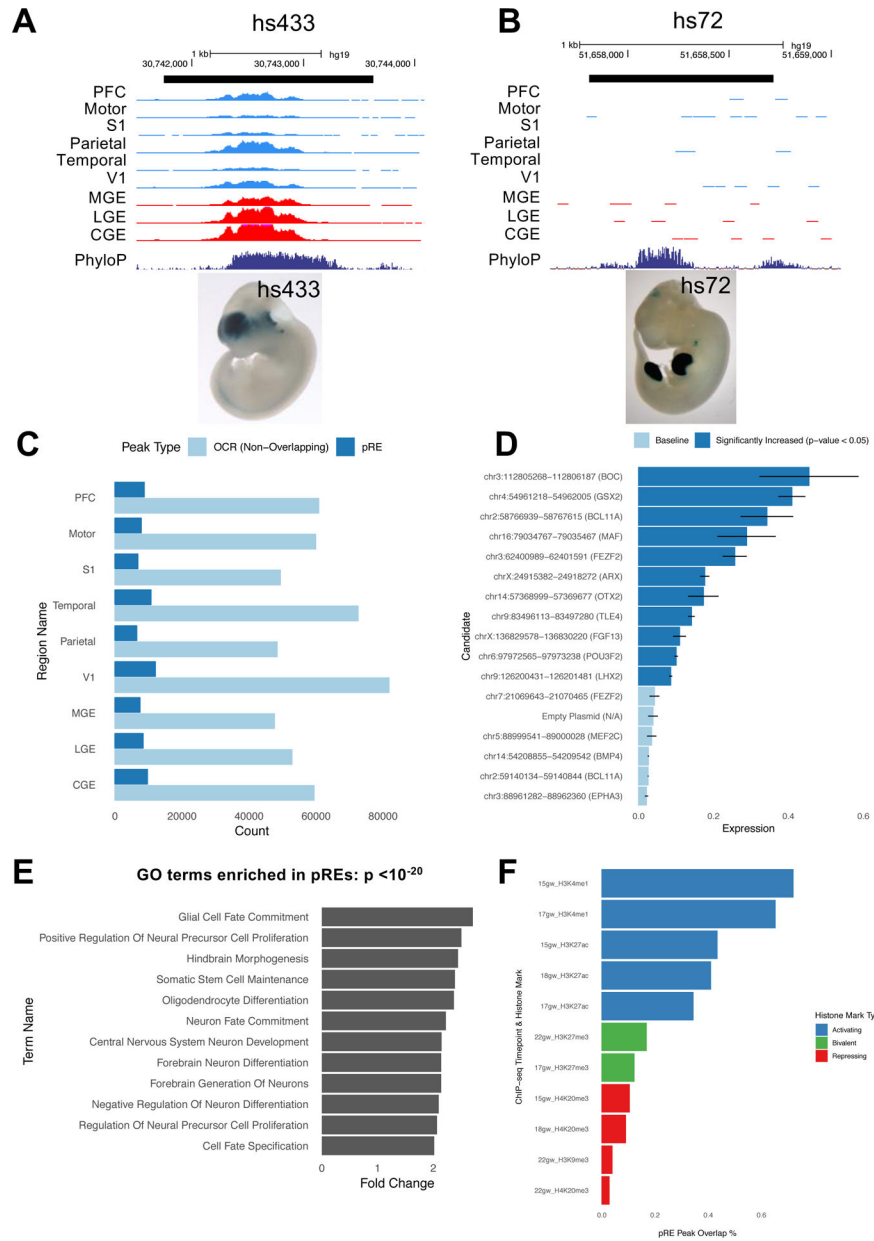 A
hs433
1 kb
hg19
30,742,000
30,743,000
30,744,000
PFC
Motor
S1
Parietal
Temporal
V1
MGE
LGE
CGE
PhyloP
hs433
B
hs72
1 kb
hg19
51,658,000
51,658,500
51,659,000
PFC
Motor
S1
Parietal
Temporal
V1
MGE
LGE
CGE
PhyloP
hs72
C
Peak Type
OCR (Non-Overlapping)
pRE
Region Name
PFC
Motor
S1
Temporal
Parietal
V1
MGE
LGE
CGE
0
20000
40000
60000
80000
Count
D
Baseline
Significantly Increased (p-value < 0.05)
Candidate
chr3:112805268-112806187 (BOC)
chr4:54961218-54962005 (GSX2)
chr2:58766939-58767615 (BCL11A)
chr16:79034767-79035467 (MAF)
chr3:62400989-62401591 (FEZF2)
chrX:24915382-24918272 (ARX)
chr14:57368999-57369677 (OTX2)
chr9:83496113-83497280 (TLE4)
chrX:136829578-136830220 (FGF13)
chr6:97972565-97973238 (POU3F2)
chr9:126200431-126201481 (LHX2)
chr7:21069643-21070465 (FEZF2)
Empty Plasmid (N/A)
chr5:88999541-89000028 (MEF2C)
chr14:54208855-54209542 (BMP4)
chr2:59140134-59140844 (BCL11A)
chr3:88961282-88962360 (EPHA3)
0.0
0.2
0.4
0.6
Expression
E
GO terms enriched in pREs: p <10⁻²⁰
Term Name
Glial Cell Fate Commitment
Positive Regulation Of Neural Precursor Cell Proliferation
Hindbrain Morphogenesis
Somatic Stem Cell Maintenance
Oligodendrocyte Differentiation
Neuron Fate Commitment
Central Nervous System Neuron Development
Forebrain Neuron Differentiation
Forebrain Generation Of Neurons
Negative Regulation Of Neuron Differentiation
Regulation Of Neural Precursor Cell Proliferation
Cell Fate Specification
0
1
2
Fold Change
F
ChIP-seq Timepoint & Histone Mark
15gw_H3K4me1
17gw_H3K4me1
15gw_H3K27ac
18gw_H3K27ac
17gw_H3K27ac
22gw_H3K27me3
17gw_H3K27me3
15gw_H4K20me3
18gw_H4K20me3
22gw_H3K9me3
22gw_H4K20me3
0.0
0.2
0.4
0.6
pRE Peak Overlap %
Histone Mark Ty
Activating
Bivalent
Repressing